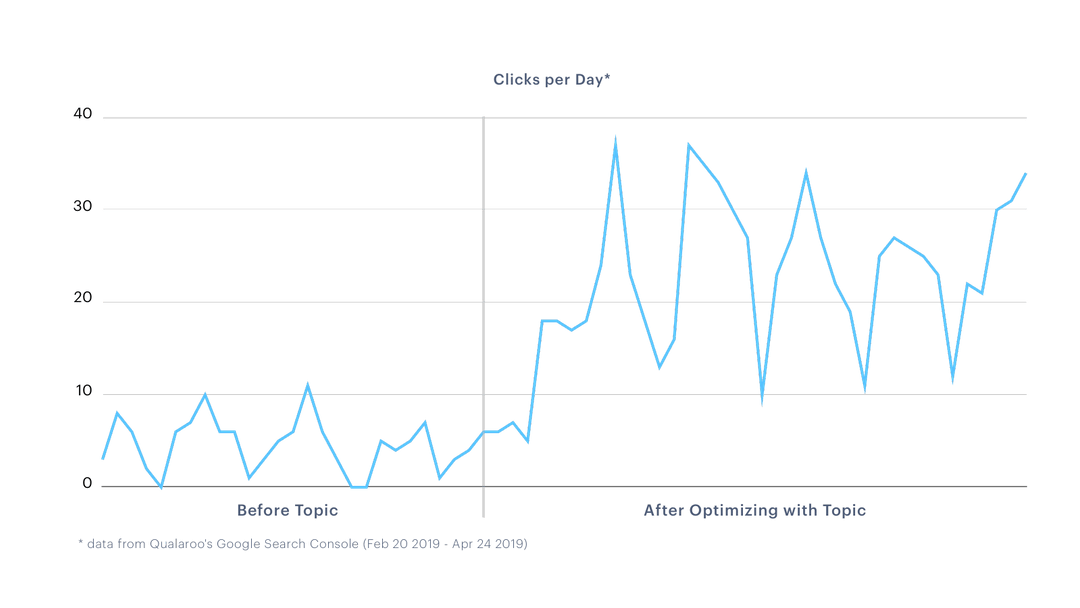 Clicks per Day*
40
30
20
10
0
Before Topic
After Optimizing with Topic
* data from Qualaroo's Google Search Console (Feb 20 2019 - Apr 24 2019)